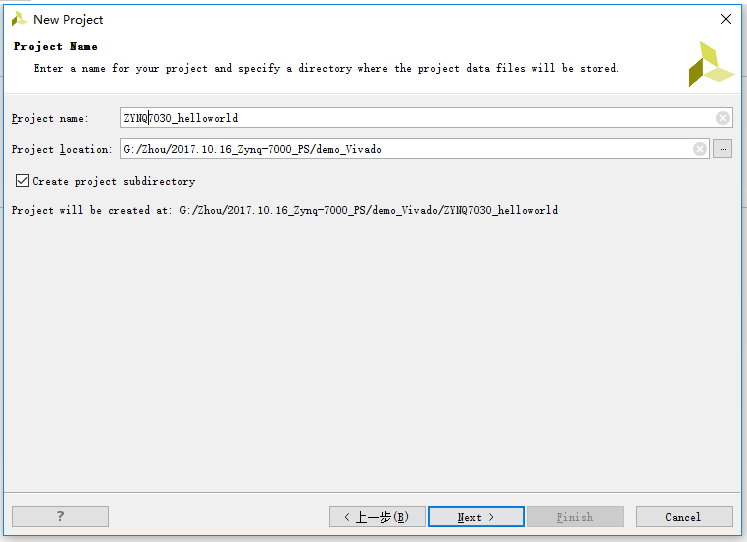 New Project
Project Name
Enter a name for your project and specify a directory where the project data files will be stored.
Project name: ZYNQ7030_helloworld
Project location: G:/Zhou/2017.10.16_Zynq-7000_PS/demo_Vivado ...
Create project subdirectory
Project will be created at: G:/Zhou/2017.10.16_Zynq-7000_PS/demo_Vivado/ZYNQ7030_helloworld
? < 上一步(B) Next > Finish Cancel